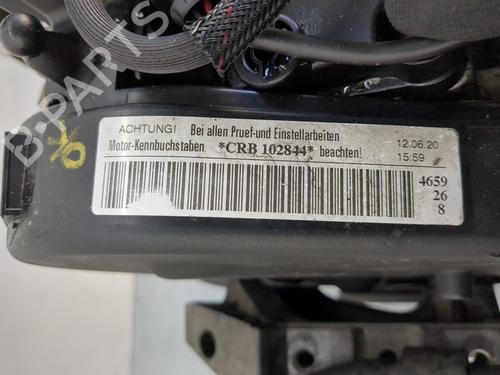 ACHTUNG! Bei allen Pruef-und Einstellarbeiten
Motor-Kennbuchstaben *CRB 102844* beachten!
12.06.20
15:59
4659
26
8
B-PARTS